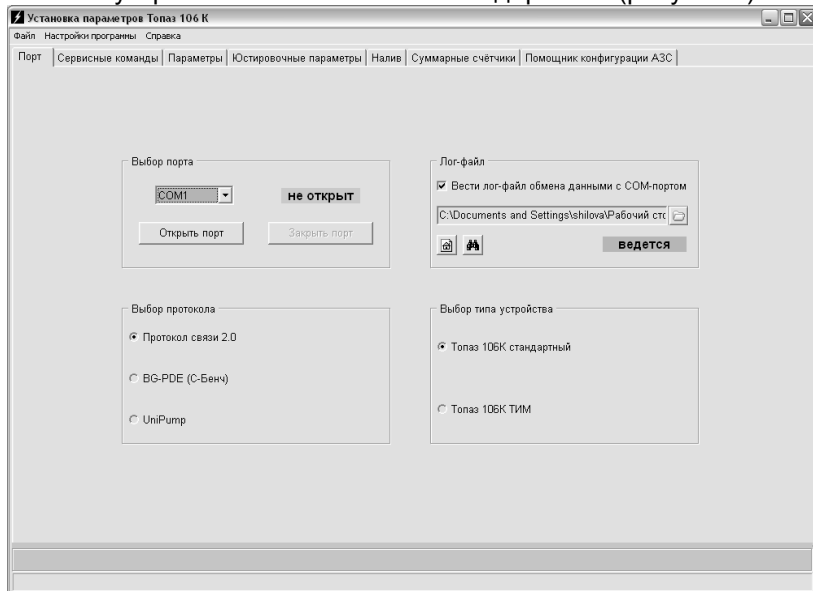 Установка параметров Топаз 106 К
Файл Настройки программы Справка
Порт Сервисные команды Параметры Юстировочные параметры Налив Суммарные счётчики Помощник конфигурации АЗС
Выбор порта
COM1
не открыт
Открыть порт
Закрыть порт
Лог-файл
Вести лог-файл обмена данными с COM-портом
C:\Documents and Settings\shilova\Рабочий стс
ведется
Выбор протокола
Протокол связи 2.0
BG-PDE (С-Бенч)
UniPump
Выбор типа устройства
Топаз 106К стандартный
Топаз 106К ТИМ